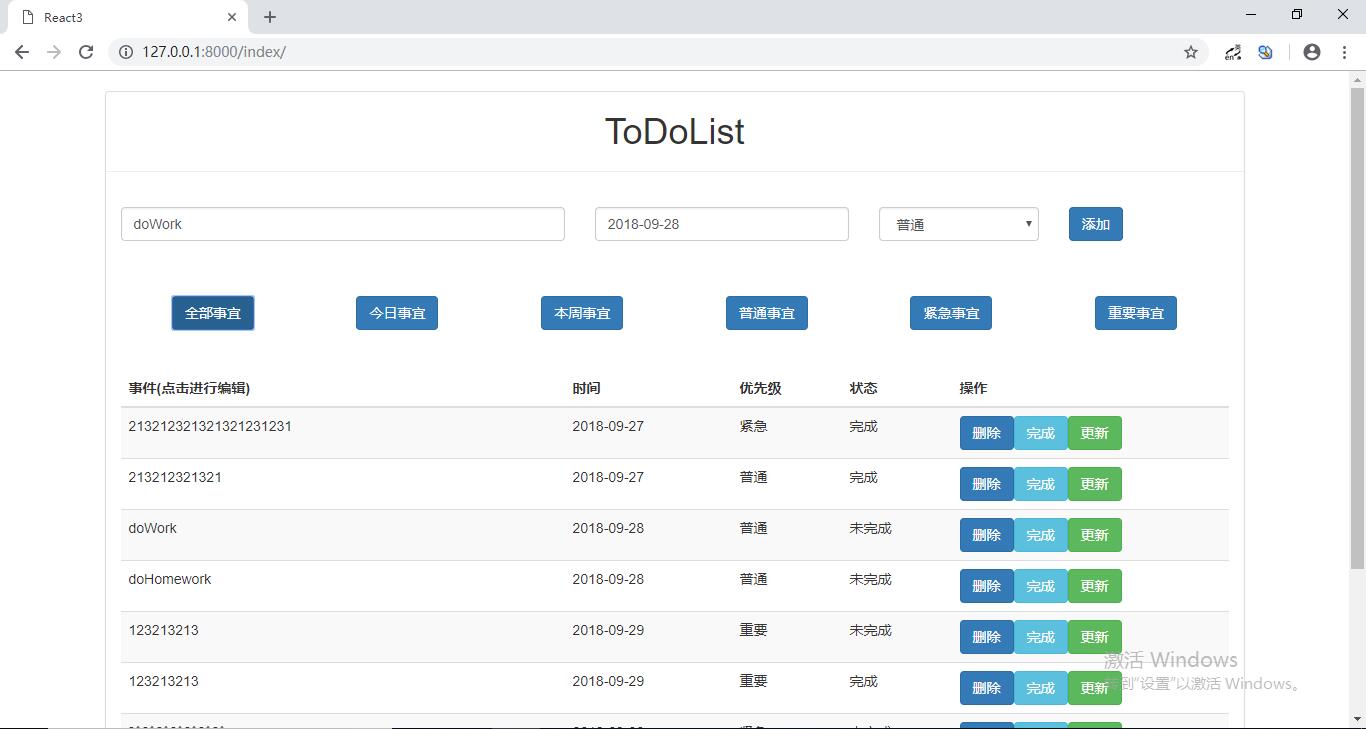 React3
127.0.0.1:8000/index/
en
ToDoList
doWork 2018-09-28 普通 添加
全部事宜 今日事宜 本周事宜 普通事宜 紧急事宜 重要事宜
事件(点击进行编辑) 时间 优先级 状态 操作
213212321321321231231 2018-09-27 紧急 完成 删除 完成 更新
213212321321 2018-09-27 普通 完成 删除 完成 更新
doWork 2018-09-28 普通 未完成 删除 完成 更新
doHomework 2018-09-28 普通 未完成 删除 完成 更新
123213213 2018-09-29 重要 未完成 删除 完成 更新
123213213 2018-09-29 重要 完成 删除 完成 更新
激活 Windows
转到"设置"以激活 Windows。